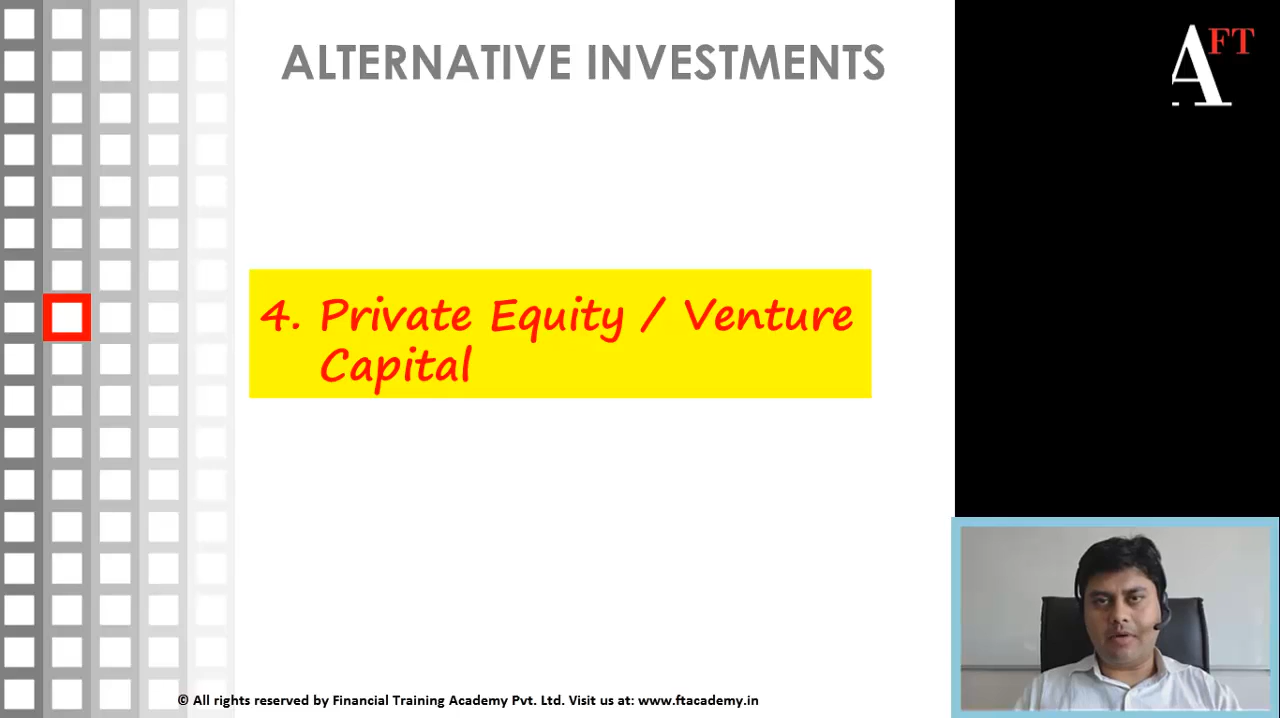 ALTERNATIVE INVESTMENTS
AFT
4. Private Equity / Venture
Capital
© All rights reserved by Financial Training Academy Pvt. Ltd. Visit us at: www.ftacademy.in